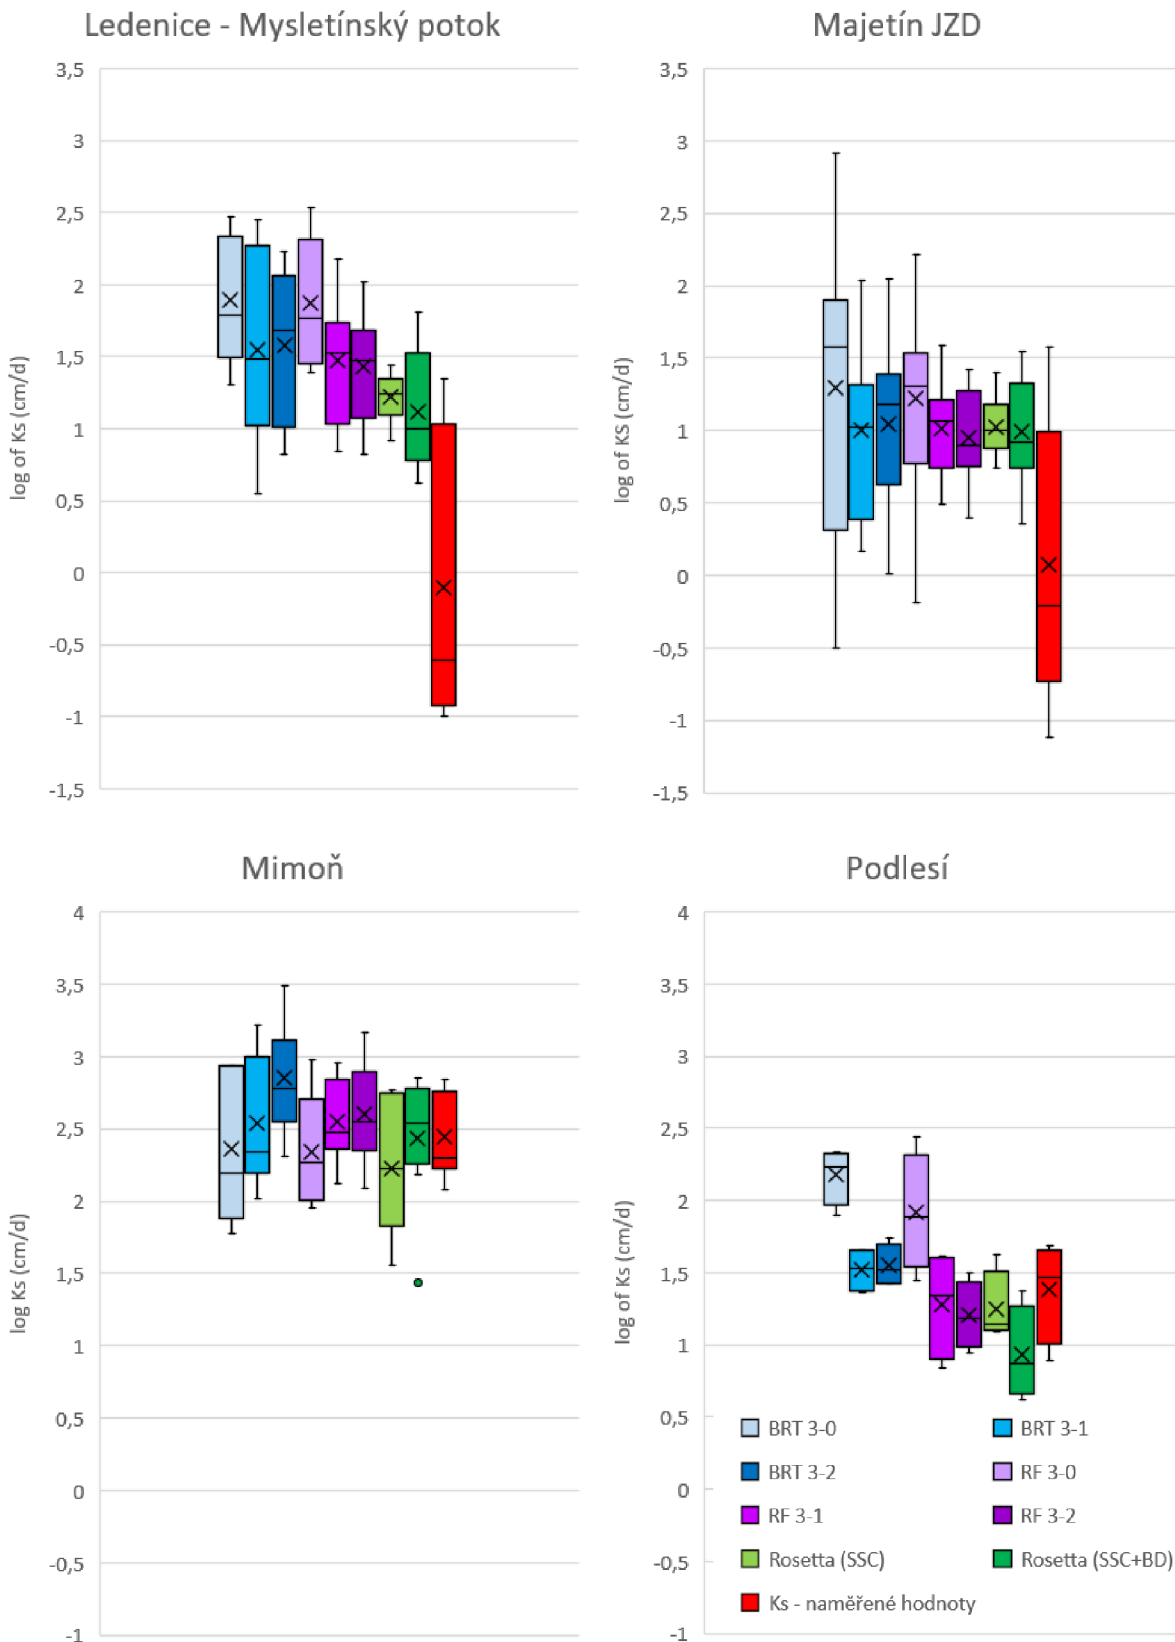 Ledenice - Mysletínský potok
3,5
3
2,5
2
1,5
1
0,5
0
-0,5
-1
-1,5
log of Ks (cm/d)
Majetín JZD
3,5
3
2,5
2
1,5
1
0,5
0
-0,5
-1
-1,5
log of KS (cm/d)
Mimoň
4
3,5
3
2,5
2
1,5
1
0,5
0
-0,5
-1
log Ks (cm/d)
Podlesí
4
3,5
3
2,5
2
1,5
1
0,5
0
-0,5
-1
log of Ks (cm/d)
BRT 3-0
BRT 3-1
BRT 3-2
RF 3-0
RF 3-1
RF 3-2
Rosetta (SSC)
Rosetta (SSC+BD)
Ks - naměřené hodnoty